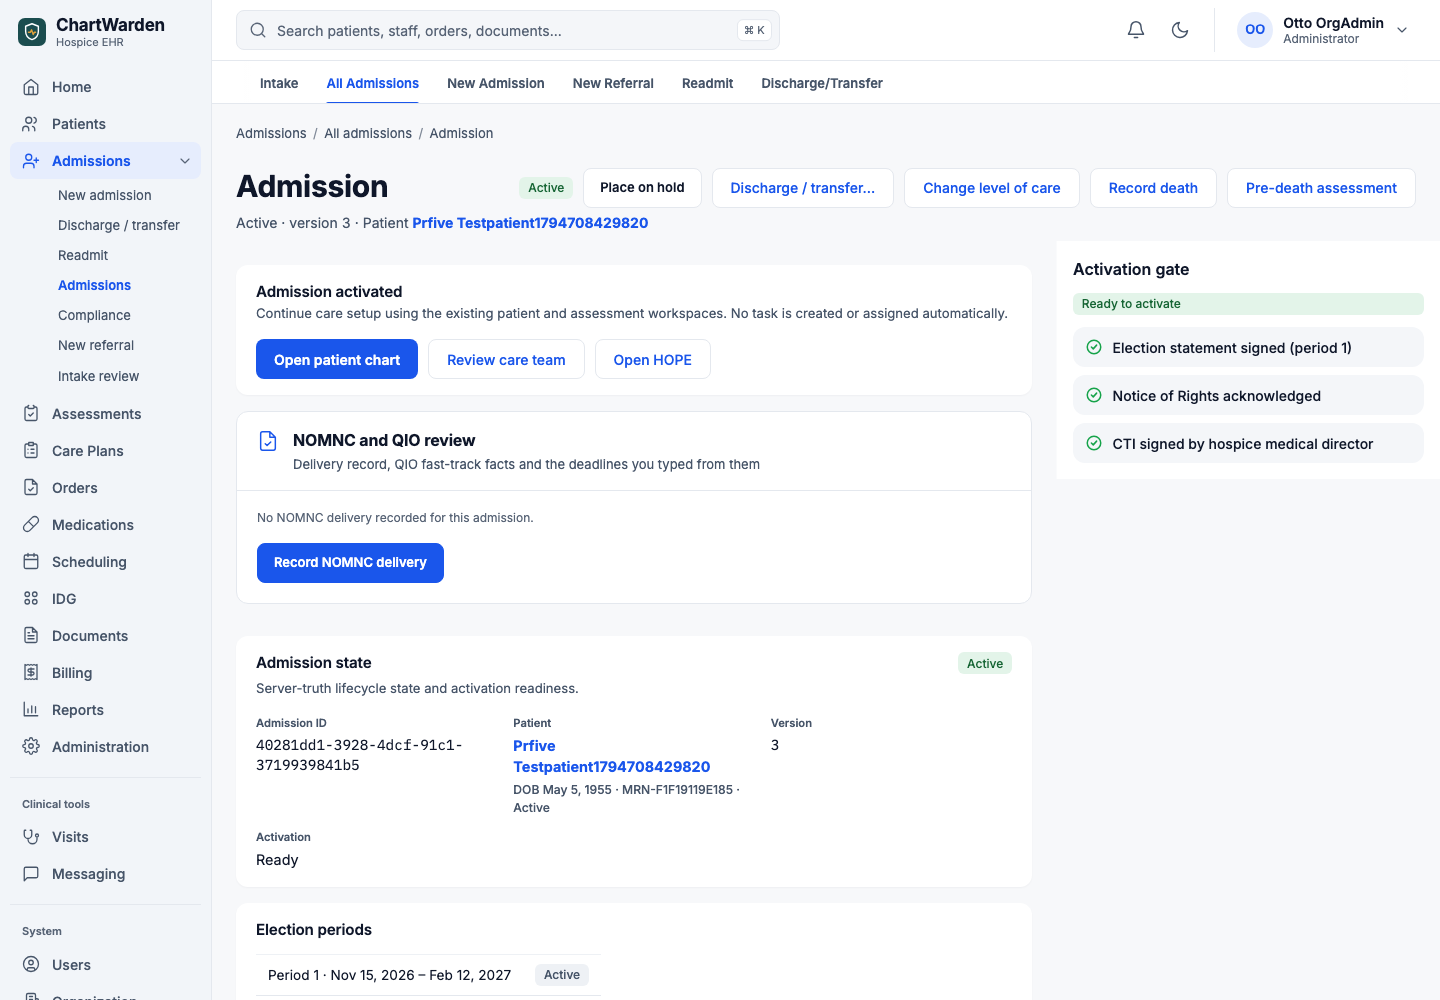 ChartWarden
Hospice EHR
Search patients, staff, orders, documents...
⌘ K
OO
Otto OrgAdmin
Administrator
Home
Patients
Admissions
New admission
Discharge / transfer
Readmit
Admissions
Compliance
New referral
Intake review
Assessments
Care Plans
Orders
Medications
Scheduling
IDG
Documents
Billing
Reports
Administration
Clinical tools
Visits
Messaging
System
Users
Intake
All Admissions
New Admission
New Referral
Readmit
Discharge/Transfer
Admissions / All admissions / Admission
Admission
Active
Place on hold
Discharge / transfer...
Change level of care
Record death
Pre-death assessment
Active · version 3 · Patient Prfive Testpatient1794708429820
Admission activated
Continue care setup using the existing patient and assessment workspaces. No task is created or assigned automatically.
Open patient chart
Review care team
Open HOPE
NOMNC and QIO review
Delivery record, QIO fast-track facts and the deadlines you typed from them
No NOMNC delivery recorded for this admission.
Record NOMNC delivery
Admission state
Active
Server-truth lifecycle state and activation readiness.
Admission ID
40281dd1-3928-4dcf-91c1-
3719939841b5
Patient
Prfive
Testpatient1794708429820
DOB May 5, 1955 · MRN-F1F19119E185 ·
Active
Version
3
Activation
Ready
Election periods
Period 1 · Nov 15, 2026 – Feb 12, 2027
Active
Activation gate
Ready to activate
Election statement signed (period 1)
Notice of Rights acknowledged
CTI signed by hospice medical director